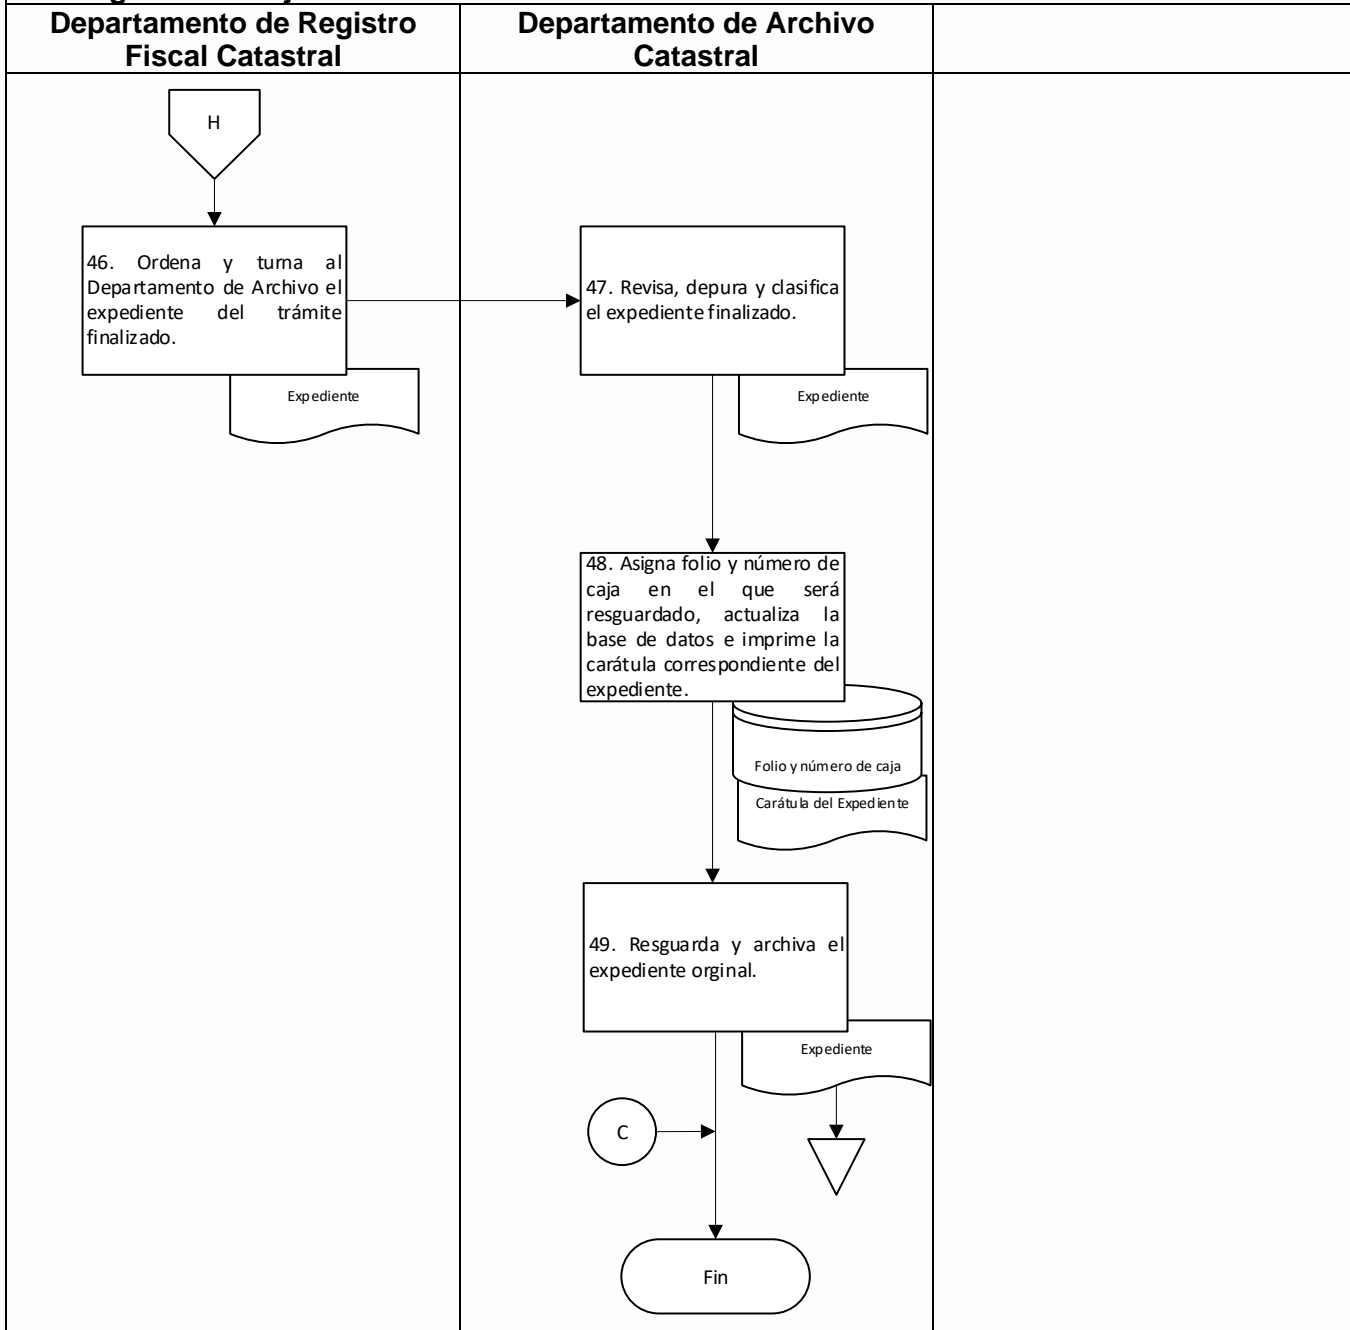 Departamento de Registro
Fiscal Catastral
Departamento de Archivo
Catastral
H
46. Ordena y turna al
Departamento de Archivo el
expediente del trámite
finalizado.
Expediente
47. Revisa, depura y clasifica
el expediente finalizado.
Expediente
48. Asigna folio y número de
caja en el que será
resguardado, actualiza la
base de datos e imprime la
carátula correspondiente del
expediente.
Folio y número de caja
Carátula del Expediente
49. Resguarda y archiva el
expediente orginal.
Expediente
C
Fin